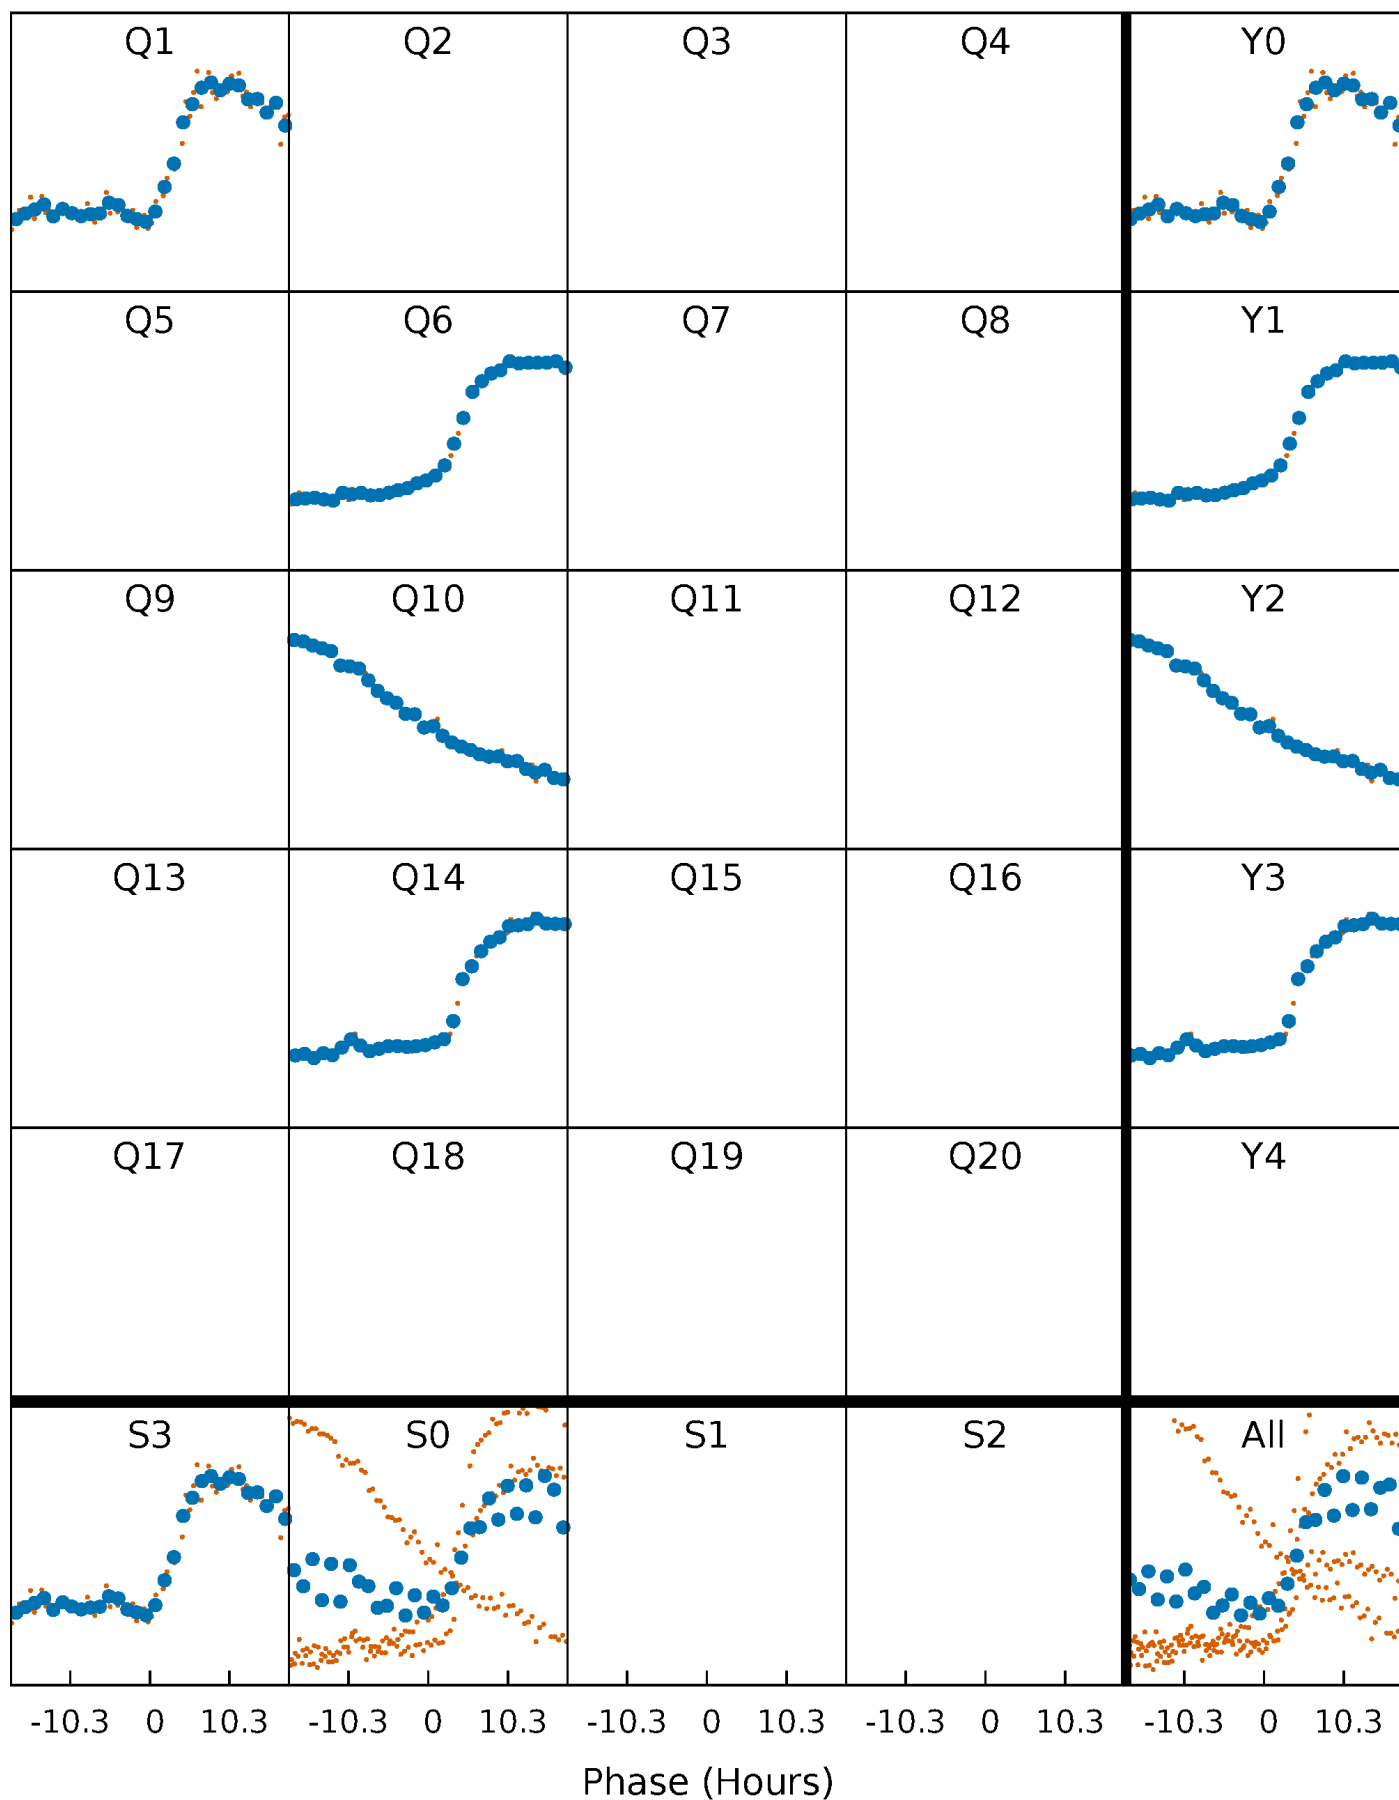 Q1 Q2 Q3 Q4 Y0
Q5 Q6 Q7 Q8 Y1
Q9 Q10 Q11 Q12 Y2
Q13 Q14 Q15 Q16 Y3
Q17 Q18 Q19 Q20 Y4
S3 S0 S1 S2 All
-10.3 0 10.3 -10.3 0 10.3 -10.3 0 10.3 -10.3 0 10.3 -10.3 0 10.3
Phase (Hours)